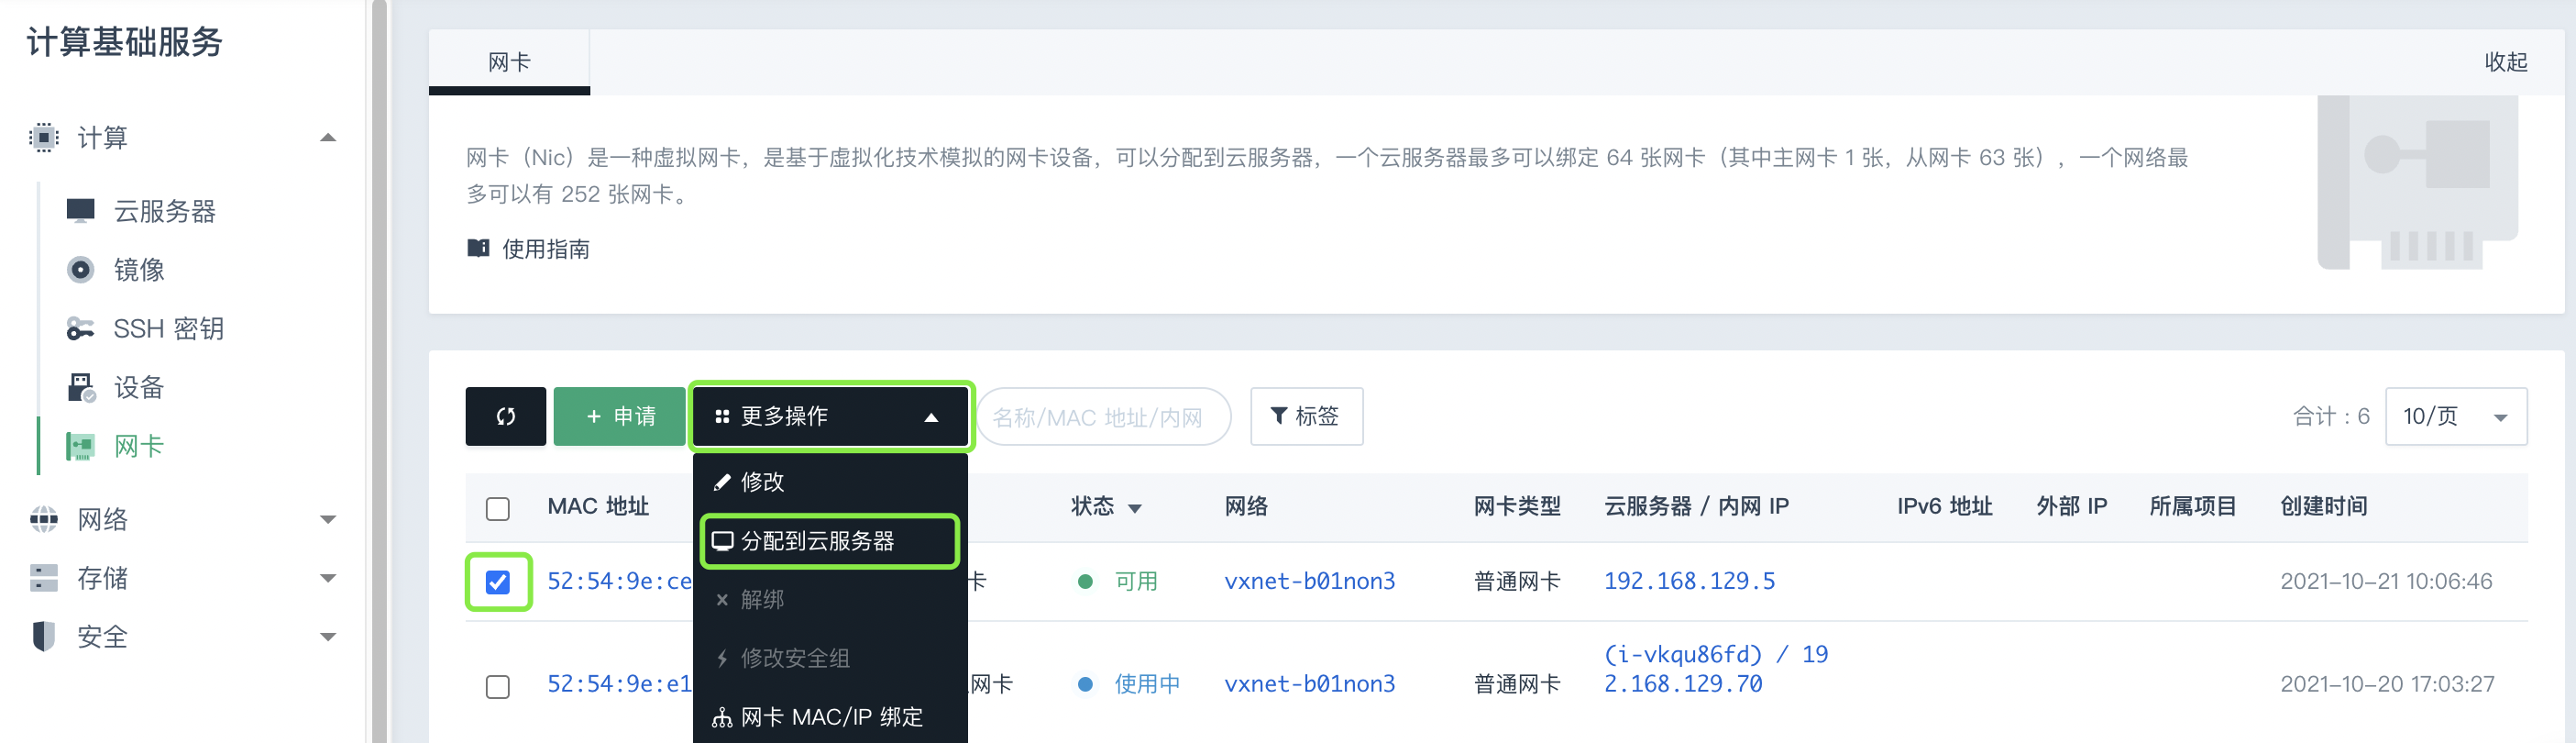 计算基础服务
计算
云服务器
镜像
SSH 密钥
设备
网卡
网络
存储
安全
网卡
收起
网卡（Nic）是一种虚拟网卡，是基于虚拟化技术模拟的网卡设备，可以分配到云服务器，一个云服务器最多可以绑定 64 张网卡（其中主网卡 1 张，从网卡 63 张），一个网络最
多可以有 252 张网卡。
使用指南
+ 申请
更多操作
名称/MAC 地址/内网
标签
合计：6
10/页
修改
分配到云服务器
解绑
修改安全组
网卡 MAC/IP 绑定
MAC 地址
状态
网络
网卡类型
云服务器 / 内网 IP
IPv6 地址
外部 IP
所属项目
创建时间
52:54:9e:ce
卡
可用
vxnet-b01non3
普通网卡
192.168.129.5
2021-10-21 10:06:46
52:54:9e:e1
网卡
使用中
vxnet-b01non3
普通网卡
(i-vkqu86fd) / 19
2.168.129.70
2021-10-20 17:03:27